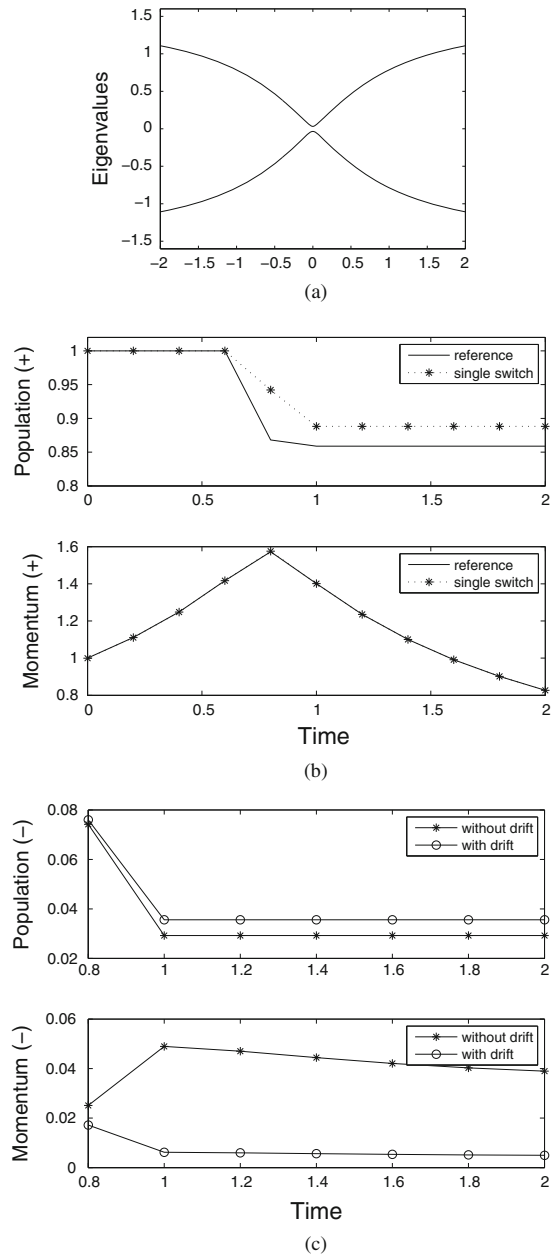 Eigenvalues
1.5
1
0.5
0
−0.5
−1
−1.5
−2 −1.5 −1 −0.5 0 0.5 1 1.5 2
(a)
Population (+)
1
0.95
0.9
0.85
0.8
reference
single switch
0 0.5 1 1.5 2
Momentum (+)
1.6
1.4
1.2
1.0
0.8
reference
single switch
0 0.5 1 1.5 2
Time
(b)
Population (−)
0.08
0.06
0.04
0.02
without drift
with drift
0.8 1 1.2 1.4 1.6 1.8 2
Momentum (−)
0.06
0.04
0.02
0
without drift
with drift
0.8 1 1.2 1.4 1.6 1.8 2
Time
(c)